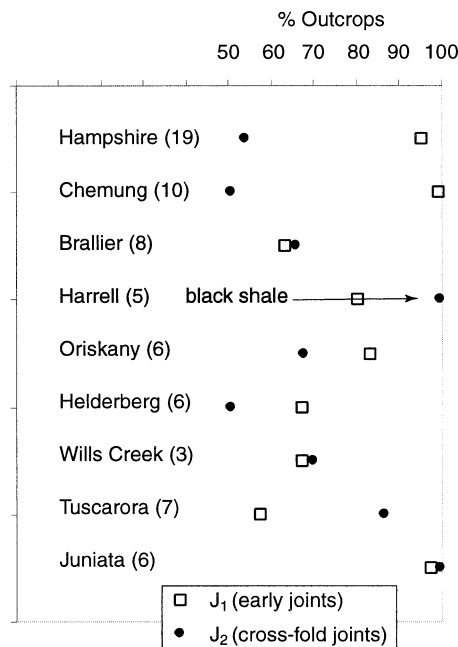 % Outcrops
50 60 70 80 90 100
Hampshire (19)
Chemung (10)
Brallier (8)
Harrell (5) black shale
Oriskany (6)
Helderberg (6)
Wills Creek (3)
Tuscarora (7)
Juniata (6)
J1 (early joints)
J2 (cross-fold joints)